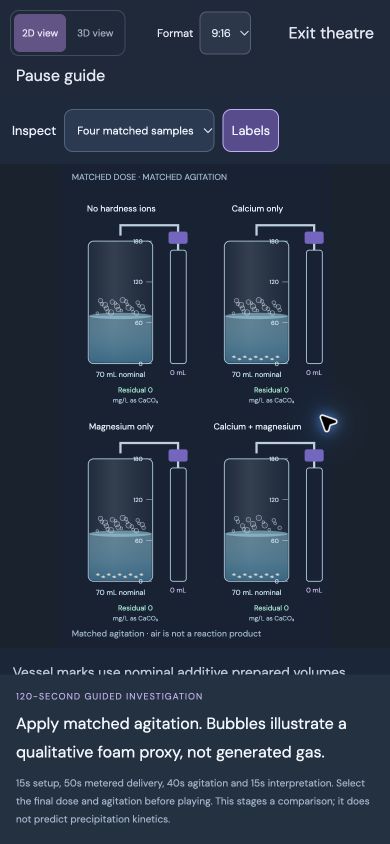 2D view 3D view Format 9:16 Exit theatre
Pause guide
Inspect Four matched samples Labels
MATCHED DOSE · MATCHED AGITATION
No hardness ions Calcium only
180 180
120 120
60 60
0 0
70 mL nominal 0 mL 70 mL nominal 0 mL
Residual 0 Residual 0
mg/L as CaCO₃ mg/L as CaCO₃
Magnesium only Calcium + magnesium
180 180
120 120
60 60
0 0
70 mL nominal 0 mL 70 mL nominal 0 mL
Residual 0 Residual 0
mg/L as CaCO₃ mg/L as CaCO₃
Matched agitation · air is not a reaction product
Vessel marks use nominal additive prepared volumes
120-SECOND GUIDED INVESTIGATION
Apply matched agitation. Bubbles illustrate a
qualitative foam proxy, not generated gas.
15s setup, 50s metered delivery, 40s agitation and 15s interpretation. Select
the final dose and agitation before playing. This stages a comparison; it does
not predict precipitation kinetics.